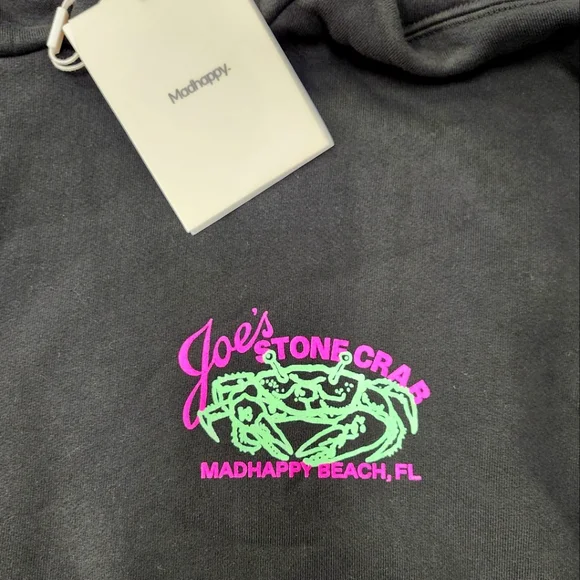 Madhappy.
Joe's
STONE CRAB
MADHAPPY BEACH, FL